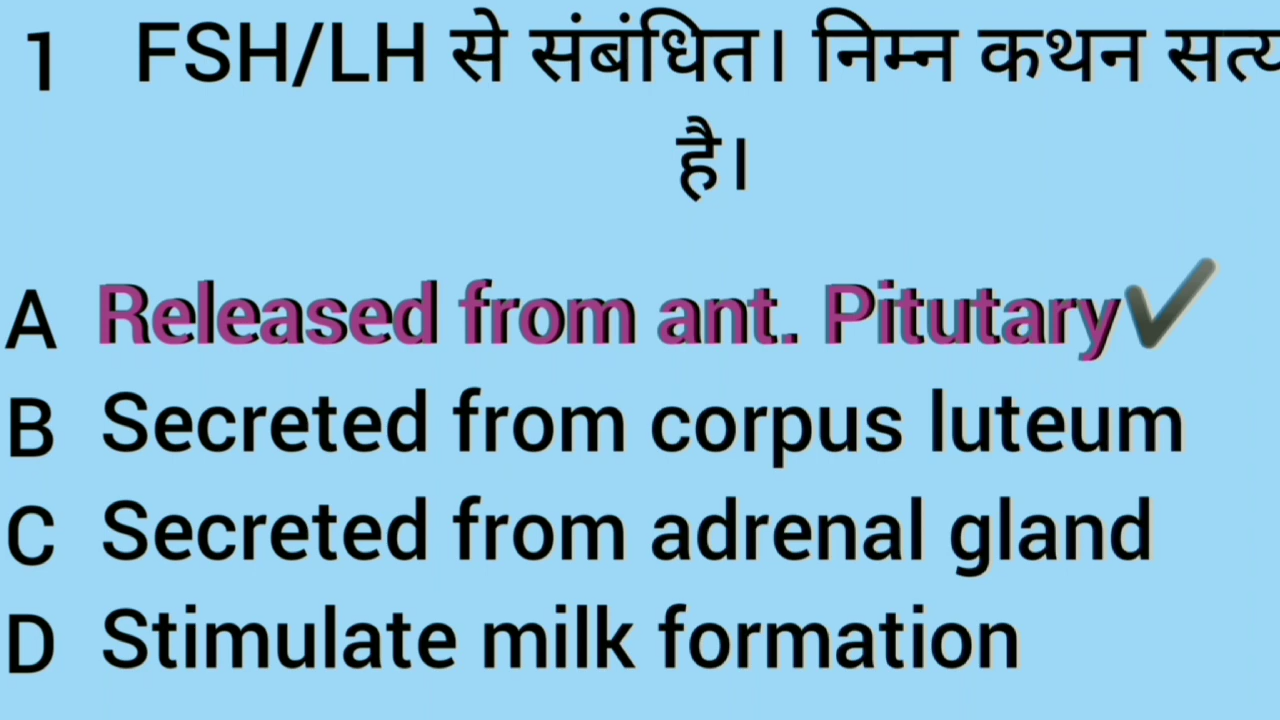 1 FSH/LH से संबंधित। निम्न कथन सत्य
है।
A Released from ant. Pitutary✔
B Secreted from corpus luteum
C Secreted from adrenal gland
D Stimulate milk formation